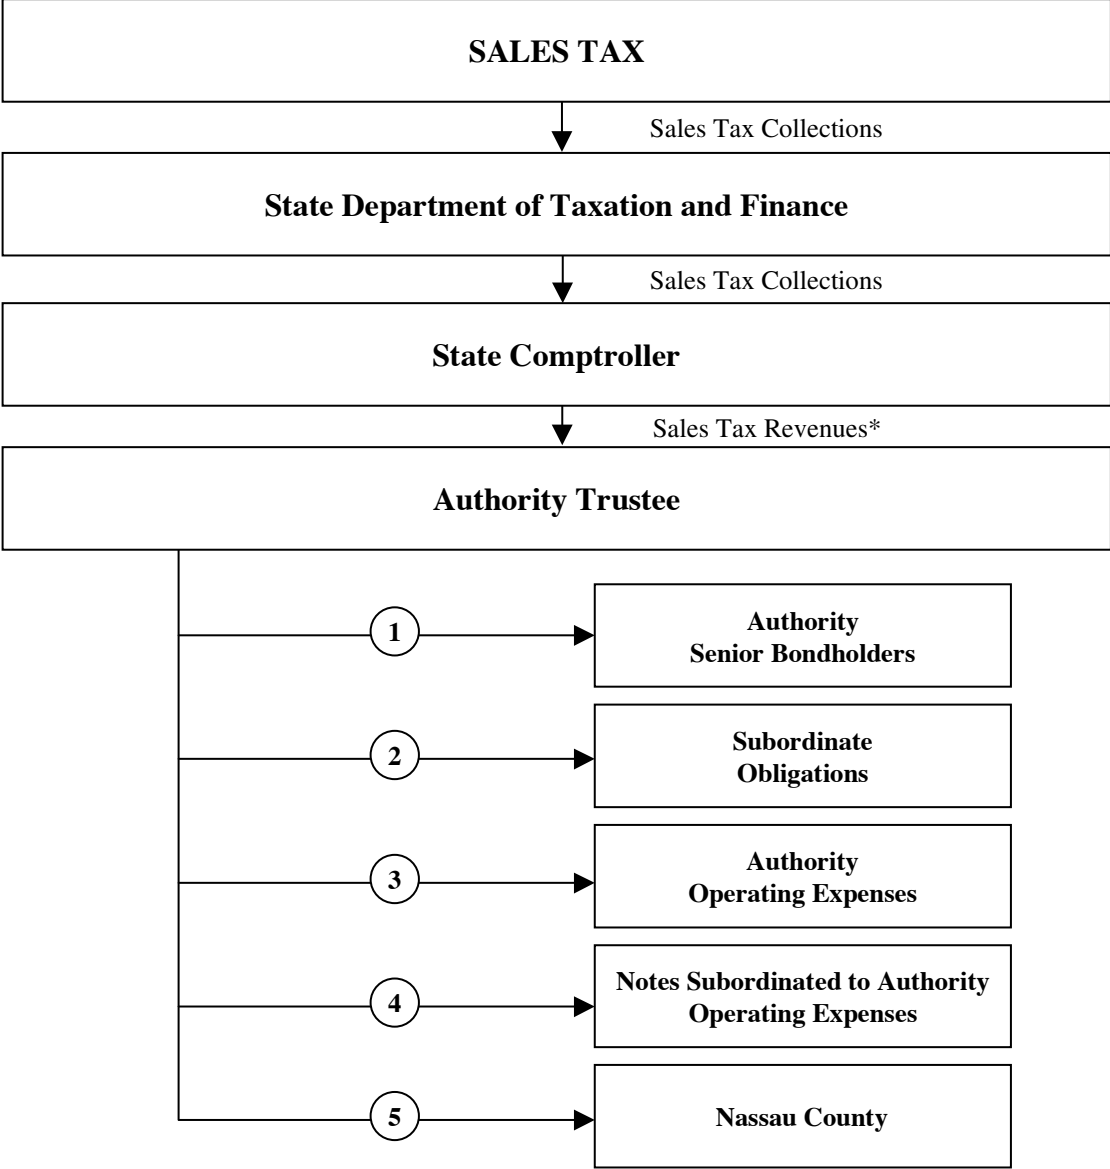 SALES TAX
Sales Tax Collections
State Department of Taxation and Finance
Sales Tax Collections
State Comptroller
Sales Tax Revenues*
Authority Trustee
1
Authority
Senior Bondholders
2
Subordinate
Obligations
3
Authority
Operating Expenses
4
Notes Subordinated to Authority
Operating Expenses
5
Nassau County